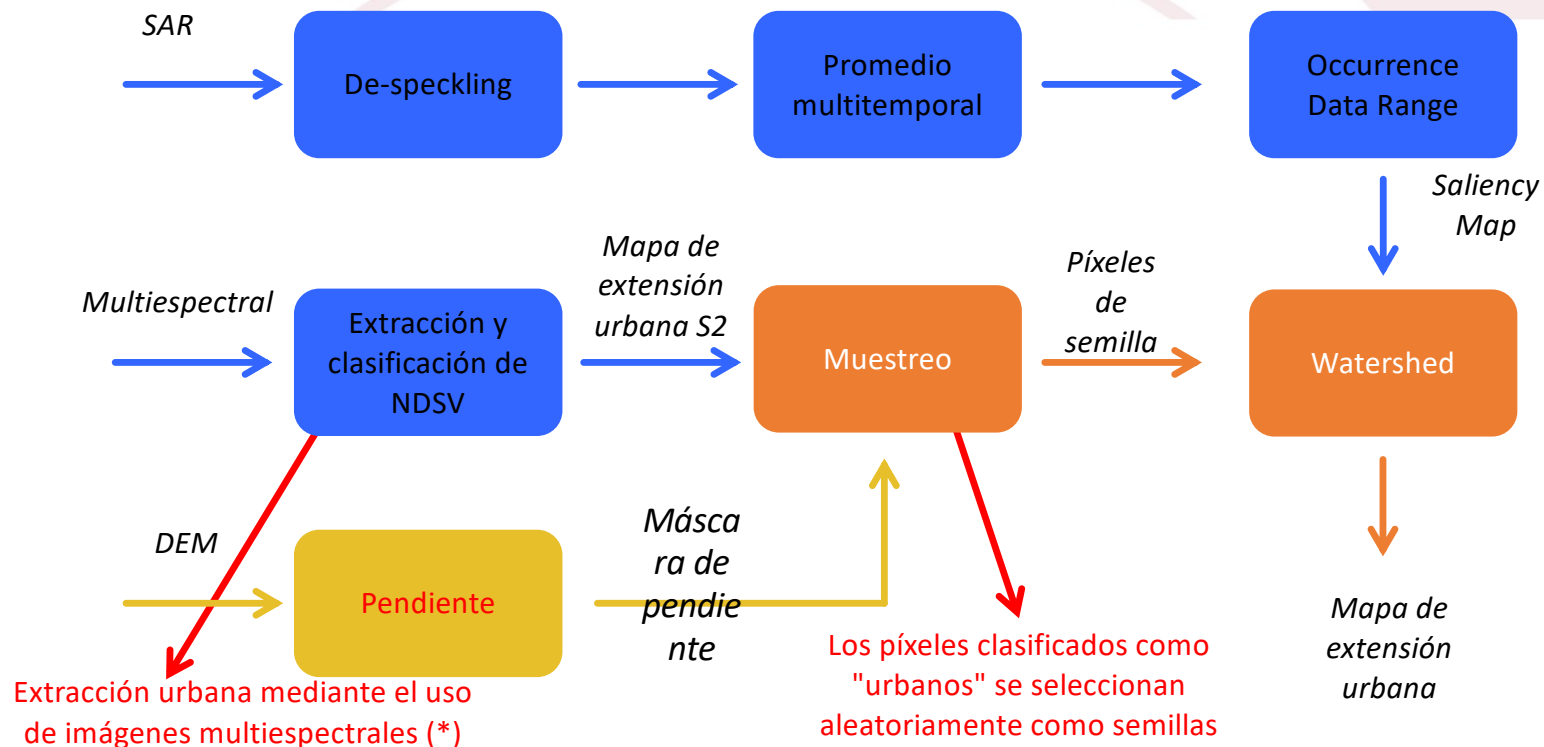 SAR
De-speckling
Promedio
multitemporal
Occurrence
Data Range
Saliency
Map
Multiespectral
Extracción y
clasificación de
NDSV
Mapa de
extensión
urbana S2
Muestreo
Píxeles
de
semilla
Watershed
DEM
Pendiente
Másca
ra de
pendie
nte
Mapa de
extensión
urbana
Extracción urbana mediante el uso
de imágenes multiespectrales (*)
Los píxeles clasificados como
"urbanos" se seleccionan
aleatoriamente como semillas